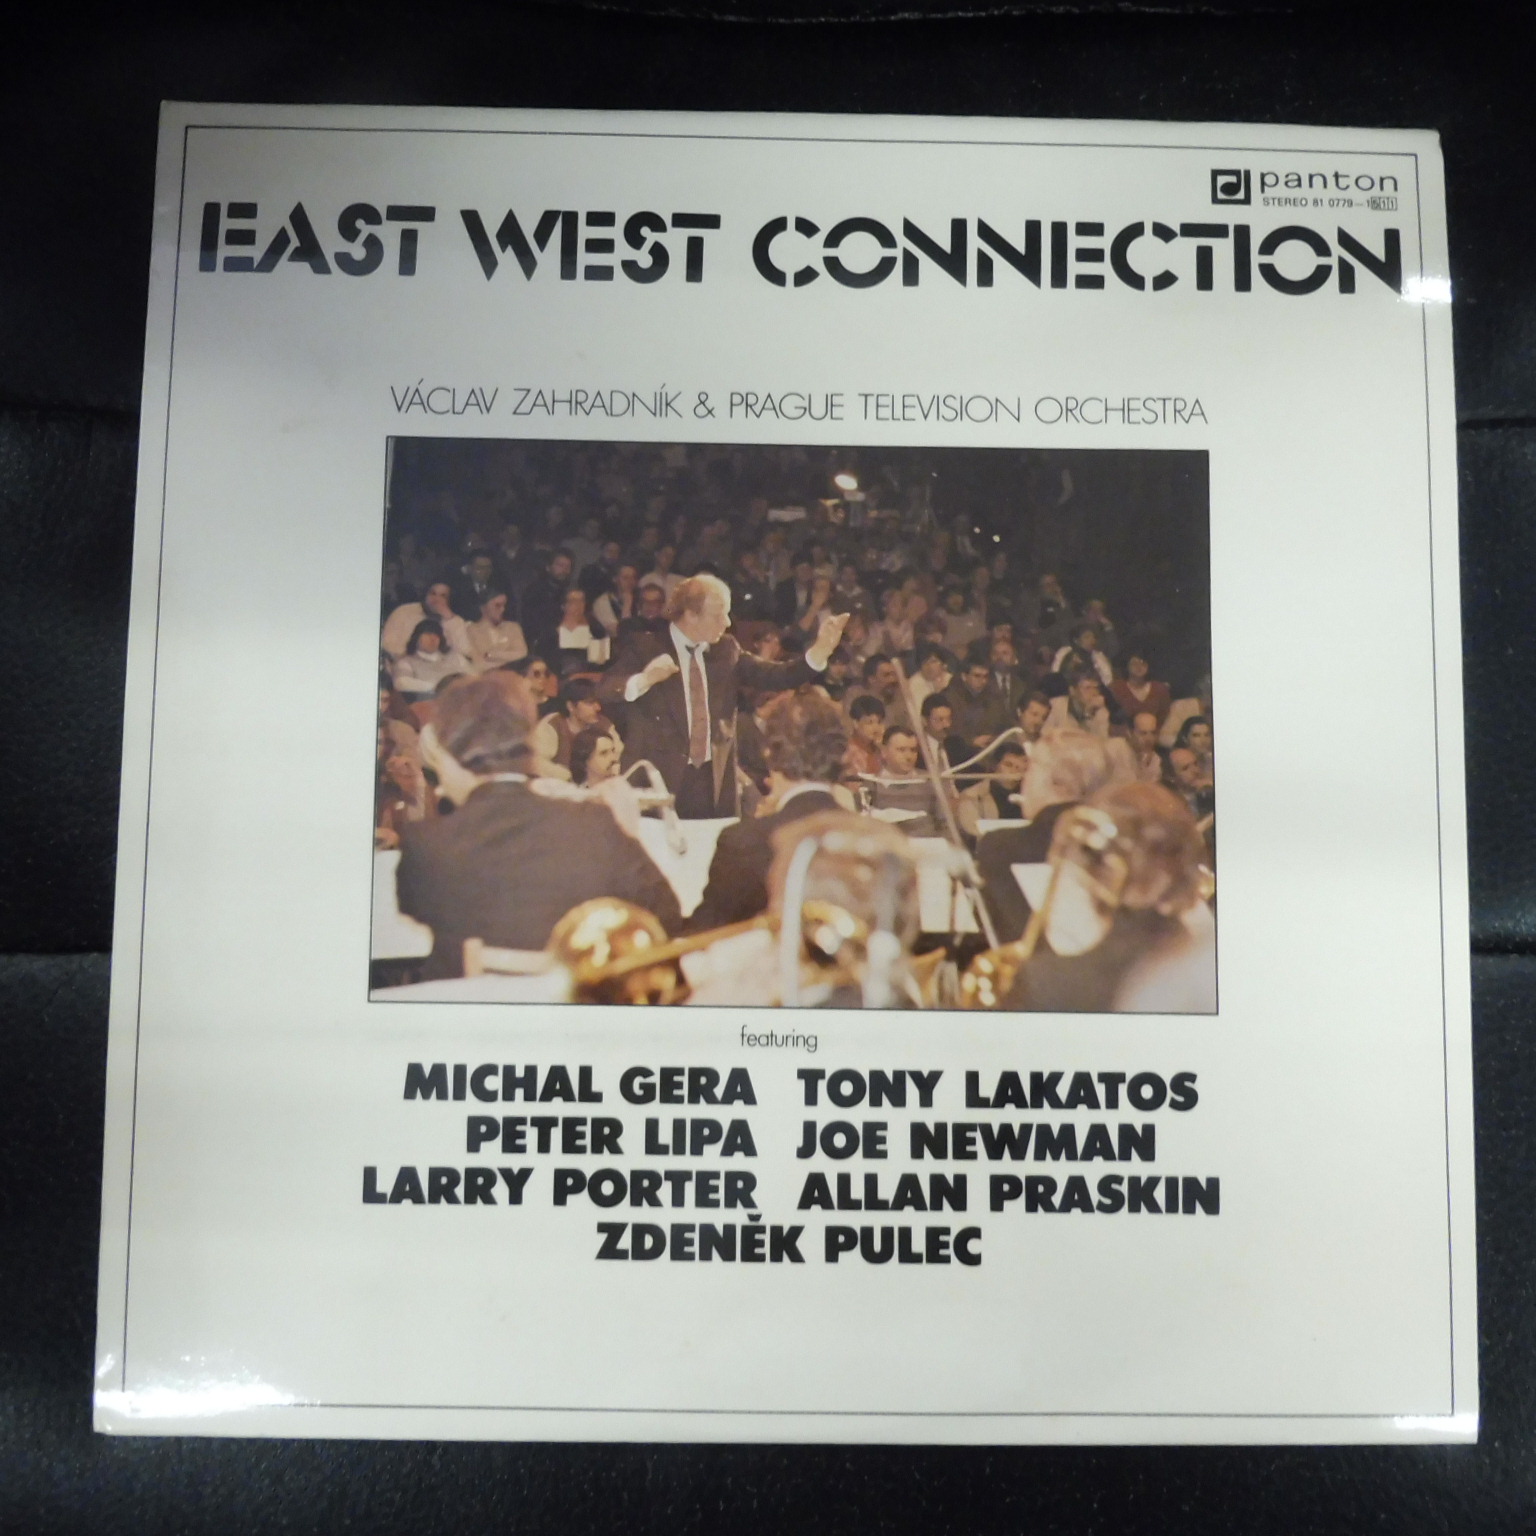 panton
STEREO 81 0779-1311
EAST WEST CONNECTION
VÁCLAV ZAHRADNÍK & PRAGUE TELEVISION ORCHESTRA
featuring
MICHAL GERA TONY LAKATOS
PETER LIPA JOE NEWMAN
LARRY PORTER ALLAN PRASKIN
ZDENĚK PULEC